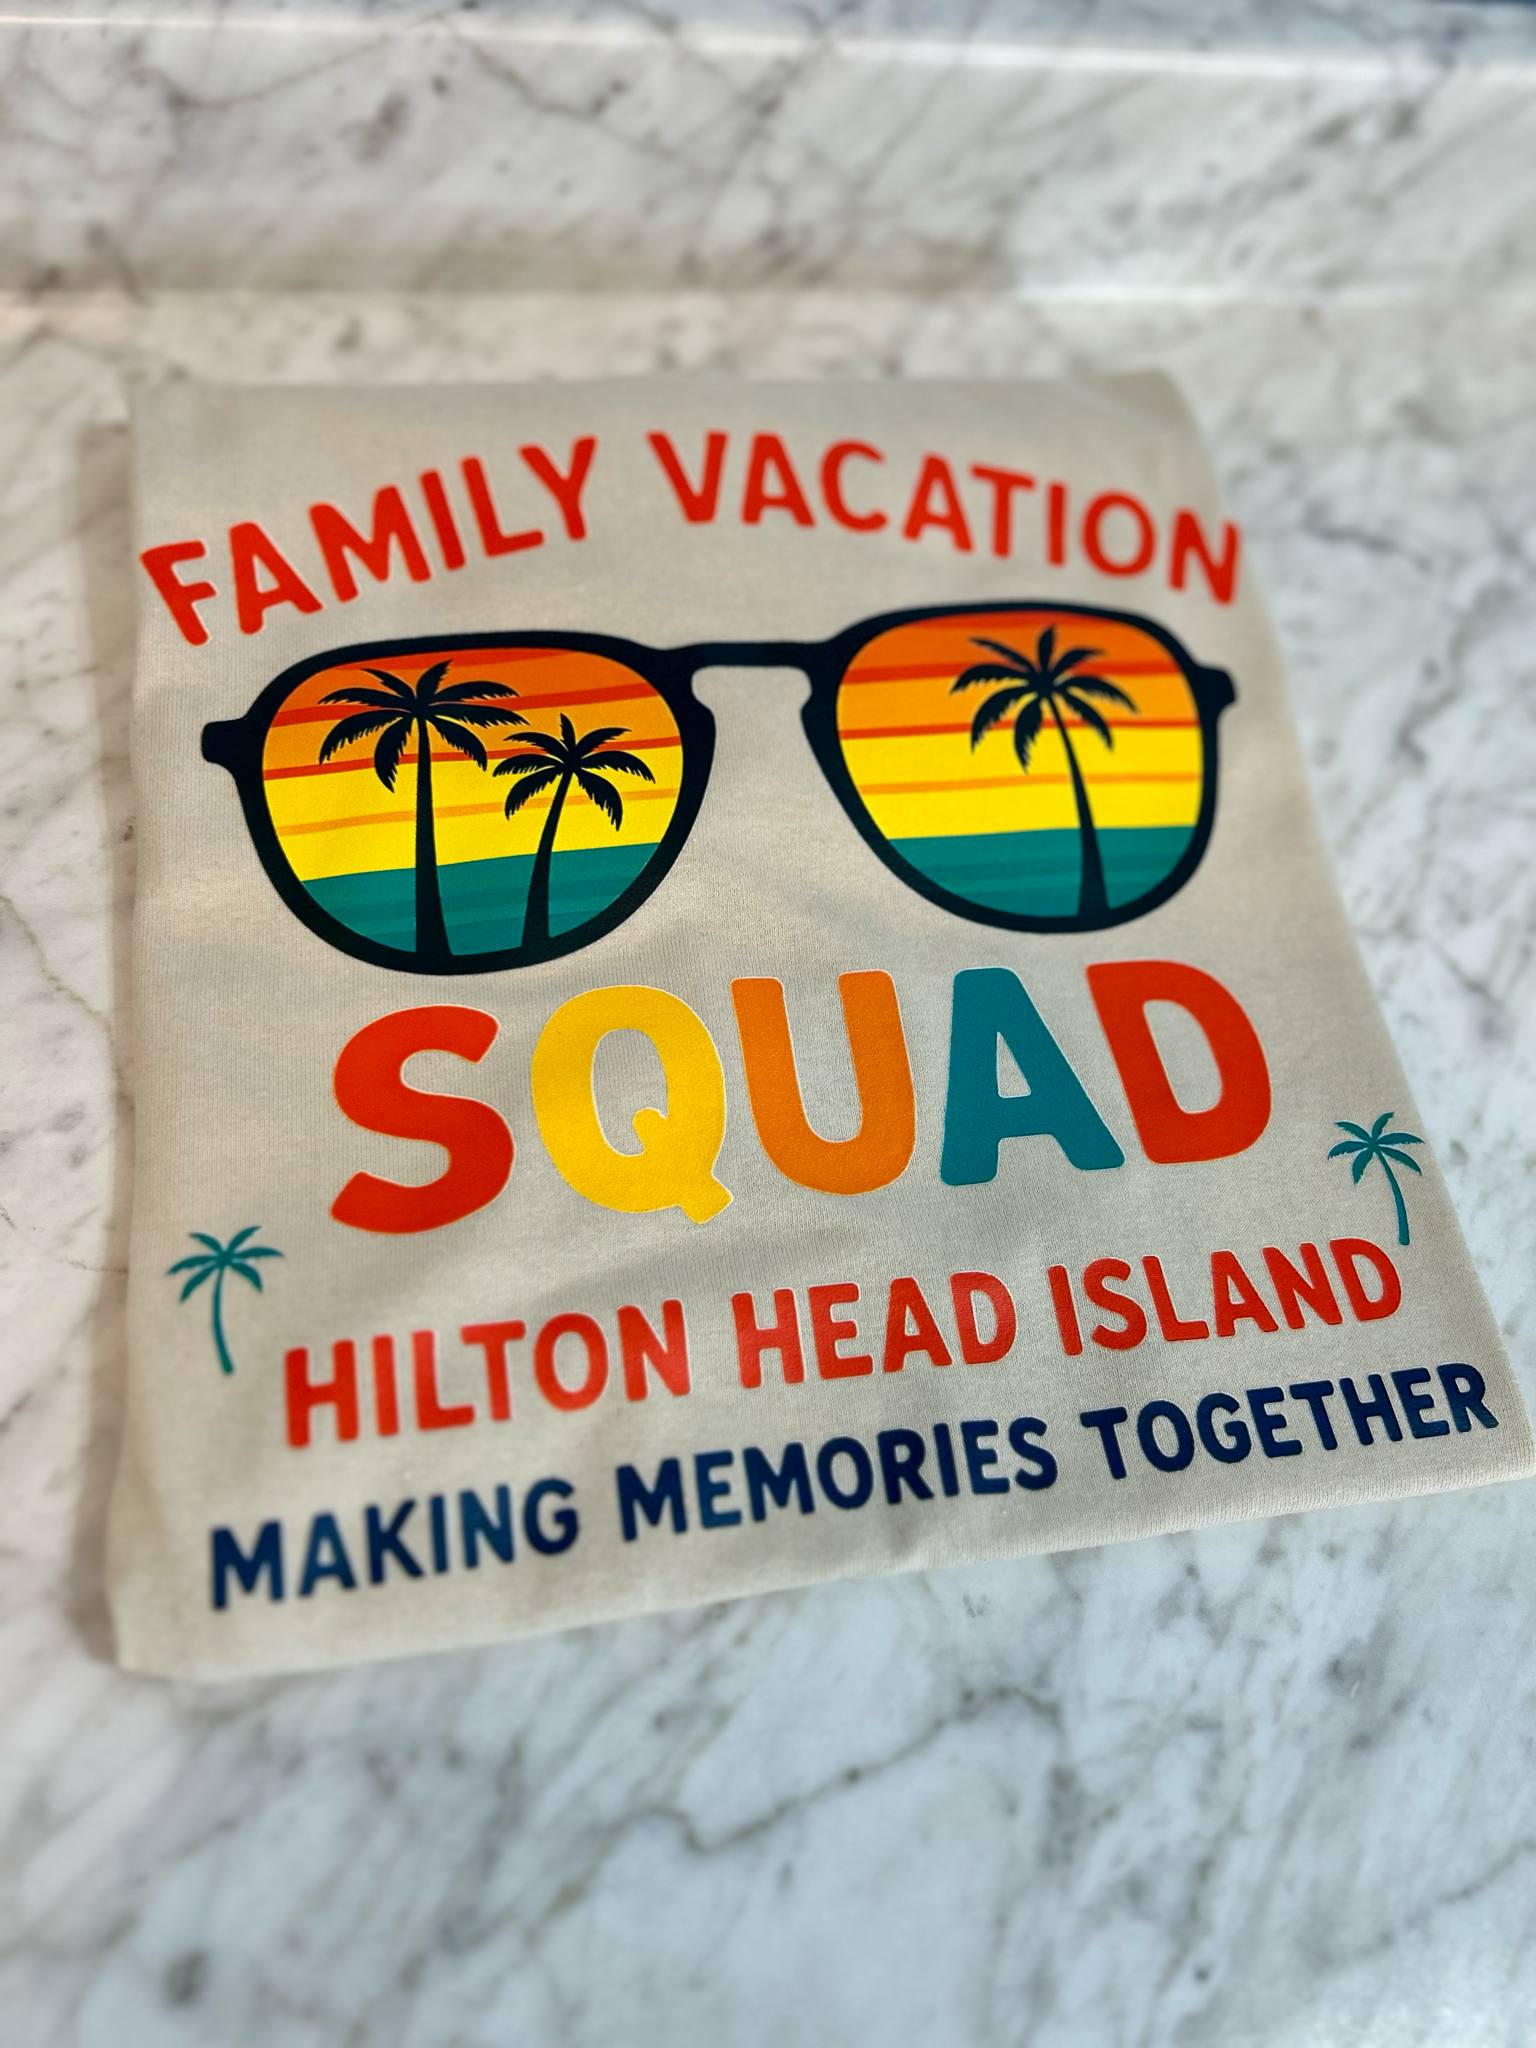 FAMILY VACATION
SQUAD
HILTON HEAD ISLAND
MAKING MEMORIES TOGETHER